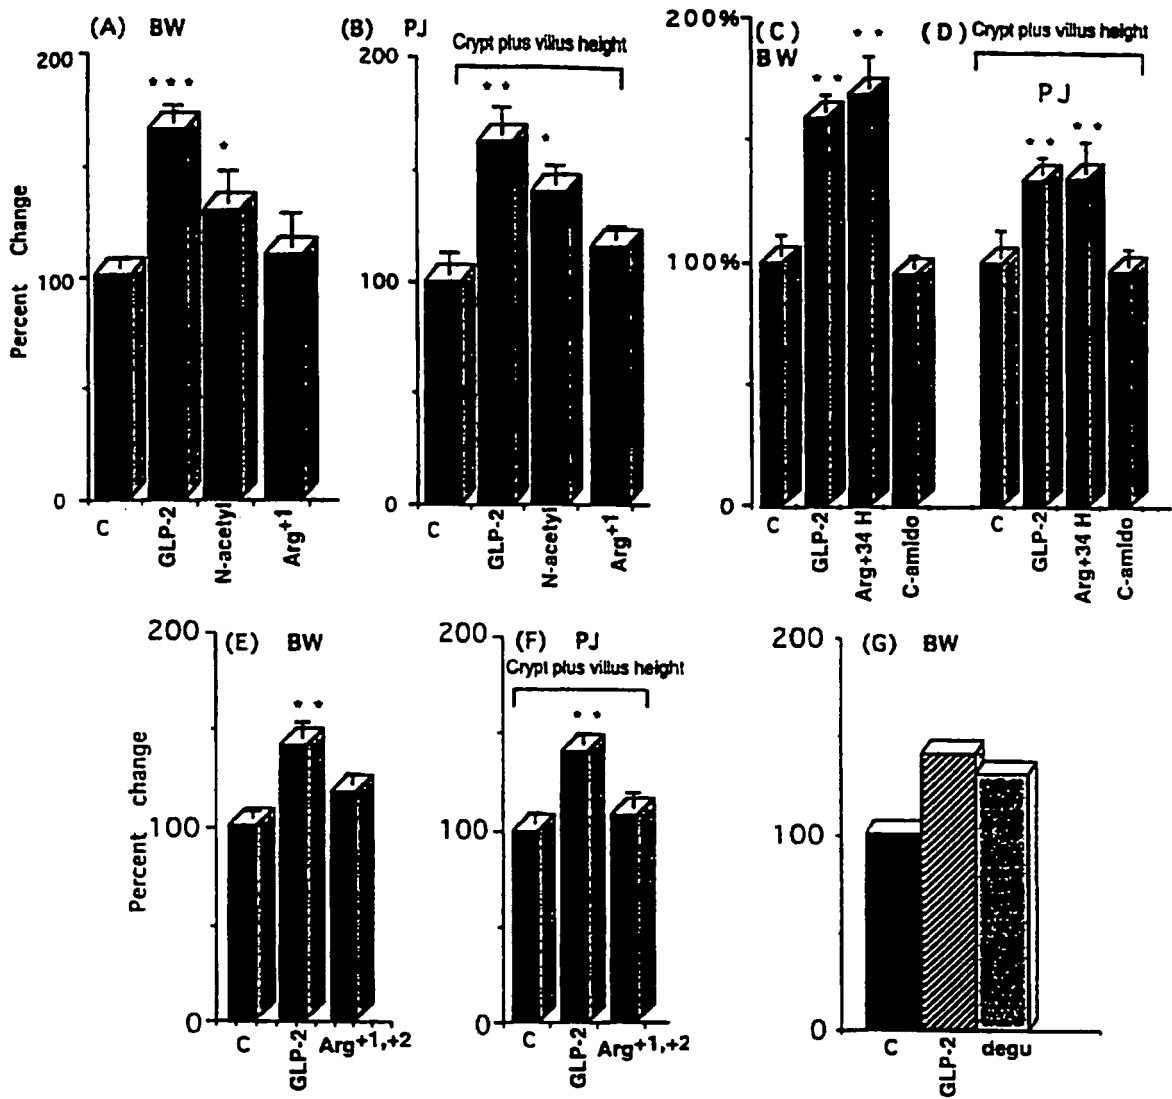 (A) BW
200
* * *
*
Percent Change
100
0
C
GLP-2
N-acetyl
Arg+1
(B) PJ
Crypt plus villus height
200
* *
*
100
0
C
GLP-2
N-acetyl
Arg+1
200%
(C)
BW
* *
* *
100%
0
C
GLP-2
Arg+34 H
C-amido
(D) Crypt plus villus height
PJ
* *
* *
C
GLP-2
Arg+34 H
C-amido
200
(E) BW
* *
Percent change
100
0
C
GLP-2
Arg+1,+2
200
(F) PJ
Crypt plus villus height
* *
100
0
C
GLP-2
Arg+1,+2
200
(G) BW
100
0
C
GLP-2
degu